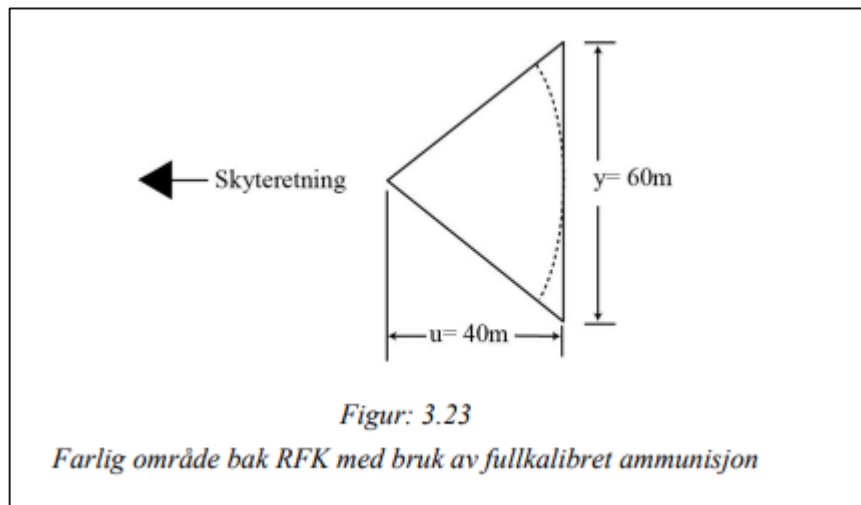 Skyteretning
y= 60m
u= 40m
Figur: 3.23
Farlig område bak RFK med bruk av fullkalibret ammunisjon